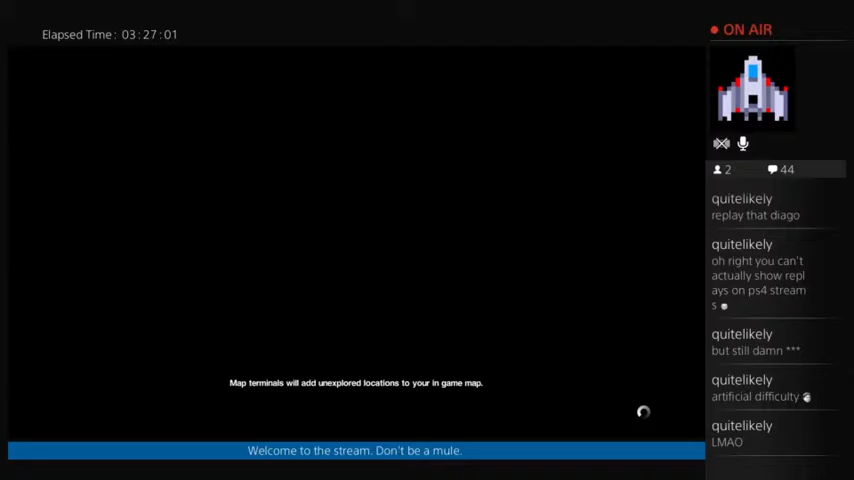 Elapsed Time: 03:27:01
ON AIR
2 44
quitelikely
replay that diago
quitelikely
oh right you can't
actually show repl
ays on ps4 stream
s
quitelikely
but still damn ***
quitelikely
artificial difficulty
quitelikely
LMAO
Map terminals will add unexplored locations to your in game map.
Welcome to the stream. Don't be a mule.